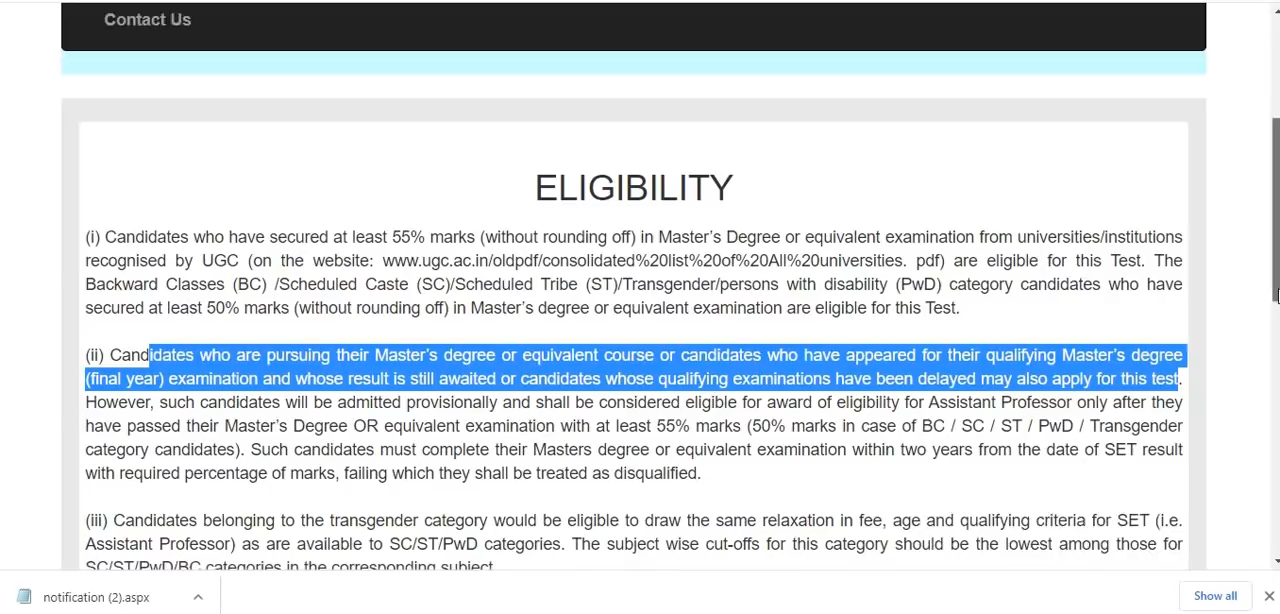 Contact Us
ELIGIBILITY
(i) Candidates who have secured at least 55% marks (without rounding off) in Master's Degree or equivalent examination from universities/institutions
recognised by UGC (on the website: www.ugc.ac.in/oldpdf/consolidated%20list%20of%20All%20universities. pdf) are eligible for this Test. The
Backward Classes (BC) /Scheduled Caste (SC)/Scheduled Tribe (ST)/Transgender/persons with disability (PwD) category candidates who have
secured at least 50% marks (without rounding off) in Master's degree or equivalent examination are eligible for this Test.
(ii) Candidates who are pursuing their Master's degree or equivalent course or candidates who have appeared for their qualifying Master's degree
(final year) examination and whose result is still awaited or candidates whose qualifying examinations have been delayed may also apply for this test.
However, such candidates will be admitted provisionally and shall be considered eligible for award of eligibility for Assistant Professor only after they
have passed their Master's Degree OR equivalent examination with at least 55% marks (50% marks in case of BC / SC / ST / PwD / Transgender
category candidates). Such candidates must complete their Masters degree or equivalent examination within two years from the date of SET result
with required percentage of marks, failing which they shall be treated as disqualified.
(iii) Candidates belonging to the transgender category would be eligible to draw the same relaxation in fee, age and qualifying criteria for SET (i.e.
Assistant Professor) as are available to SC/ST/PwD categories. The subject wise cut-offs for this category should be the lowest among those for
SC/ST/PwD/BC categories in the corresponding subject.
notification (2).aspx
Show all